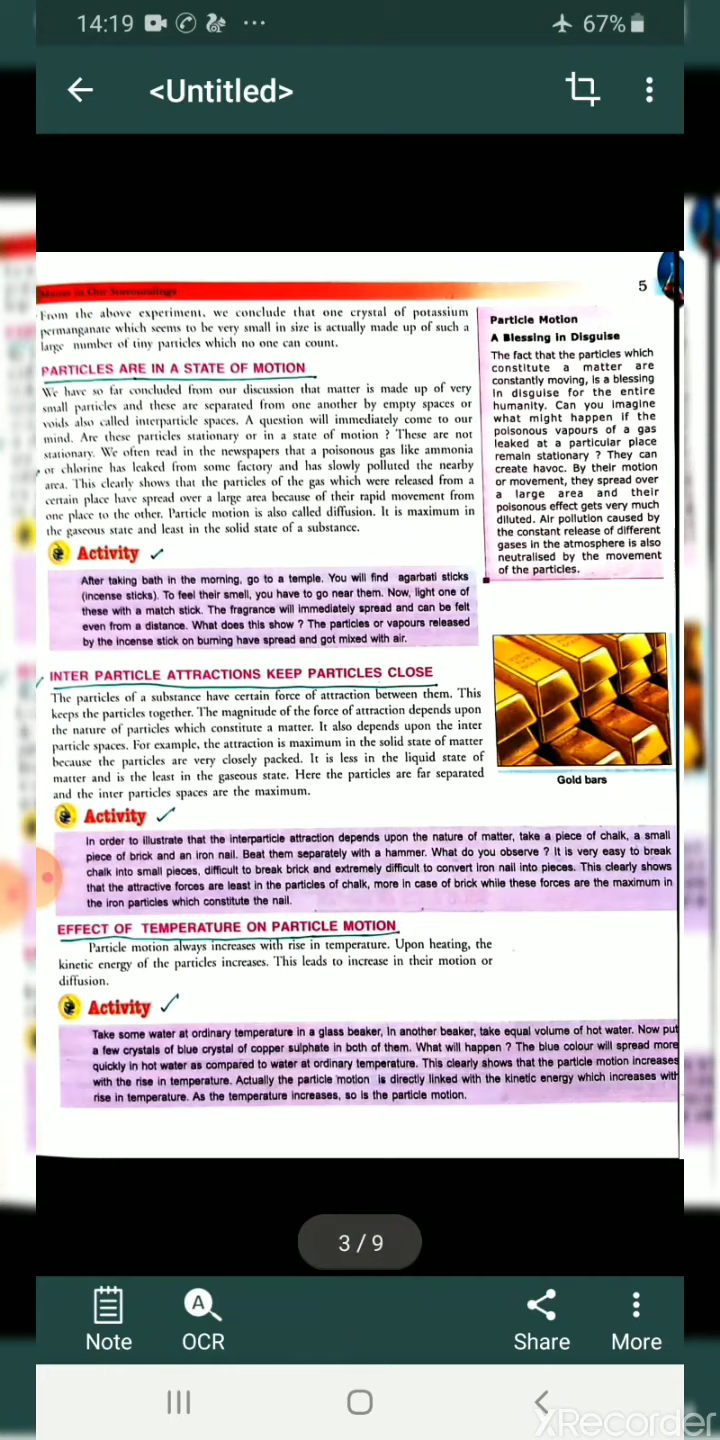 14:19
67%
<Untitled>
Matter in Our Surroundings
5
From the above experiment, we conclude that one crystal of potassium
permanganate which seems to be very small in size is actually made up of such a
large number of tiny particles which no one can count.
PARTICLES ARE IN A STATE OF MOTION
We have so far concluded from our discussion that matter is made up of very
small particles and these are separated from one another by empty spaces or
voids also called interparticle spaces. A question will immediately come to our
mind. Are these particles stationary or in a state of motion ? These are not
stationary. We often read in the newspapers that a poisonous gas like ammonia
or chlorine has leaked from some factory and has slowly polluted the nearby
area. This clearly shows that the particles of the gas which were released from a
certain place have spread over a large area because of their rapid movement from
one place to the other. Particle motion is also called diffusion. It is maximum in
the gaseous state and least in the solid state of a substance.
Particle Motion
A Blessing in Disguise
The fact that the particles which
constitute a matter are
constantly moving, is a blessing
in disguise for the entire
humanity. Can you imagine
what might happen if the
poisonous vapours of a gas
leaked at a particular place
remain stationary ? They can
create havoc. By their motion
or movement, they spread over
a large area and their
poisonous effect gets very much
diluted. Air pollution caused by
the constant release of different
gases in the atmosphere is also
neutralised by the movement
of the particles.
Activity
After taking bath in the morning, go to a temple. You will find agarbati sticks
(incense sticks). To feel their smell, you have to go near them. Now, light one of
these with a match stick. The fragrance will immediately spread and can be felt
even from a distance. What does this show ? The particles or vapours released
by the incense stick on burning have spread and got mixed with air.
INTER PARTICLE ATTRACTIONS KEEP PARTICLES CLOSE
The particles of a substance have certain force of attraction between them. This
keeps the particles together. The magnitude of the force of attraction depends upon
the nature of particles which constitute a matter. It also depends upon the inter
particle spaces. For example, the attraction is maximum in the solid state of matter
because the particles are very closely packed. It is less in the liquid state of
matter and is the least in the gaseous state. Here the particles are far separated
and the inter particles spaces are the maximum.
Gold bars
Activity
In order to illustrate that the interparticle attraction depends upon the nature of matter, take a piece of chalk, a small
piece of brick and an iron nail. Beat them separately with a hammer. What do you observe ? It is very easy to break
chalk into small pieces, difficult to break brick and extremely difficult to convert iron nail into pieces. This clearly shows
that the attractive forces are least in the particles of chalk, more in case of brick while these forces are the maximum in
the iron particles which constitute the nail.
EFFECT OF TEMPERATURE ON PARTICLE MOTION
Particle motion always increases with rise in temperature. Upon heating, the
kinetic energy of the particles increases. This leads to increase in their motion or
diffusion.
Activity
Take some water at ordinary temperature in a glass beaker, In another beaker, take equal volume of hot water. Now put
a few crystals of blue crystal of copper sulphate in both of them. What will happen ? The blue colour will spread more
quickly in hot water as compared to water at ordinary temperature. This clearly shows that the particle motion increases
with the rise in temperature. Actually the particle motion is directly linked with the kinetic energy which increases with
rise in temperature. As the temperature increases, so is the particle motion.
3 / 9
A
Note
OCR
Share
More
XRecorder